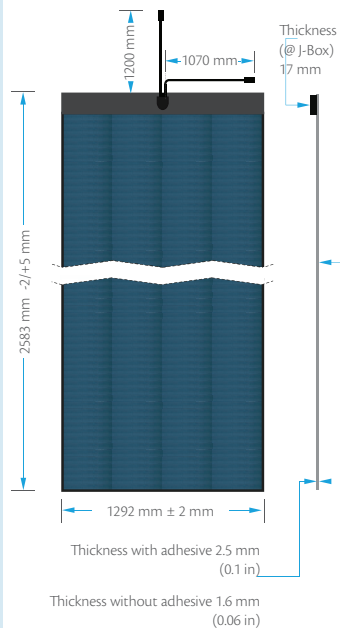 1200 mm
1070 mm
Thickness
(@ J-Box)
17 mm
2583 mm -2/+5 mm
1292 mm ± 2 mm
Thickness with adhesive 2.5 mm
(0.1 in)
Thickness without adhesive 1.6 mm
(0.06 in)